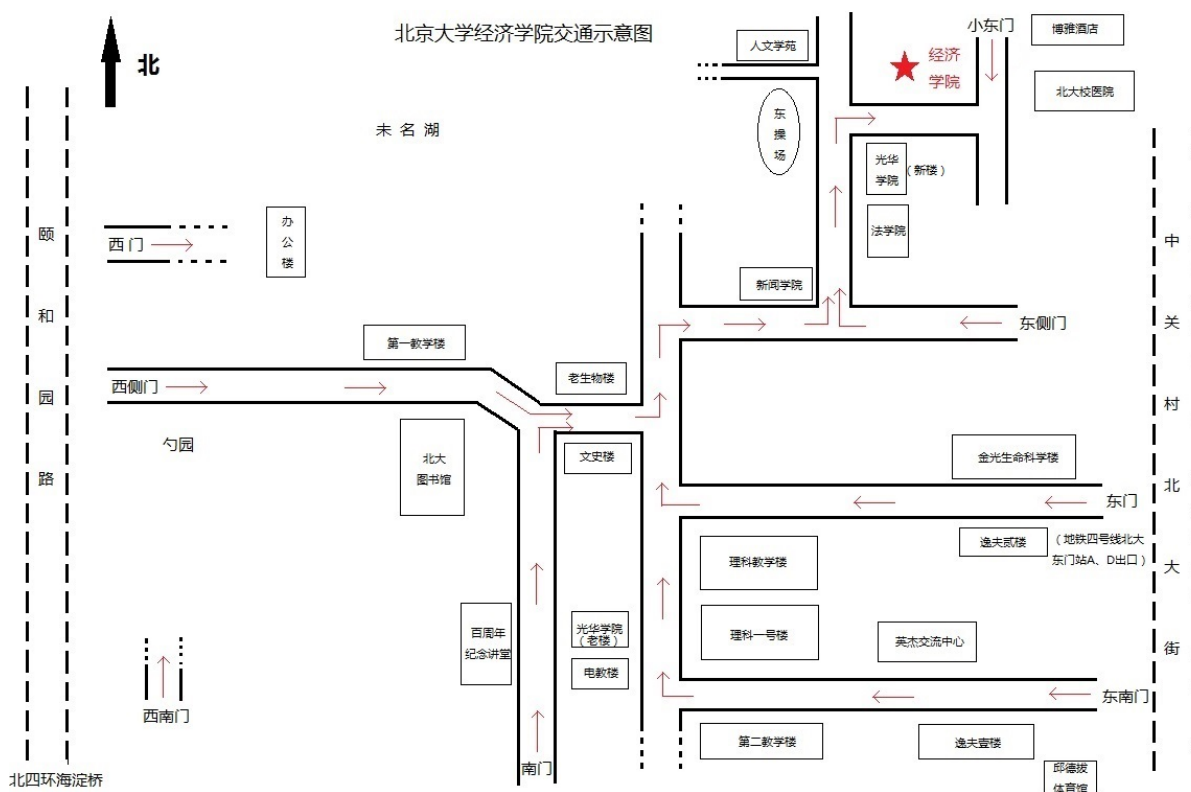 北京大学经济学院交通示意图
北
小东门
博雅酒店
人文学苑
经济
学院
北大校医院
东
操
场
未名湖
光华
学院
（新楼）
办
公
楼
法学院
西门
颐
和
园
路
中
关
村
北
大
街
新闻学院
东侧门
第一教学楼
老生物楼
西侧门
勺园
北大
图书馆
文史楼
金光生命科学楼
东门
逸夫贰楼
（地铁四号线北大
东门站A、D出口）
理科教学楼
百周年
纪念讲堂
光华学院
（老楼）
理科一号楼
英杰交流中心
电教楼
东南门
西南门
第二教学楼
逸夫壹楼
南门
邱德拔
体育馆
北四环海淀桥